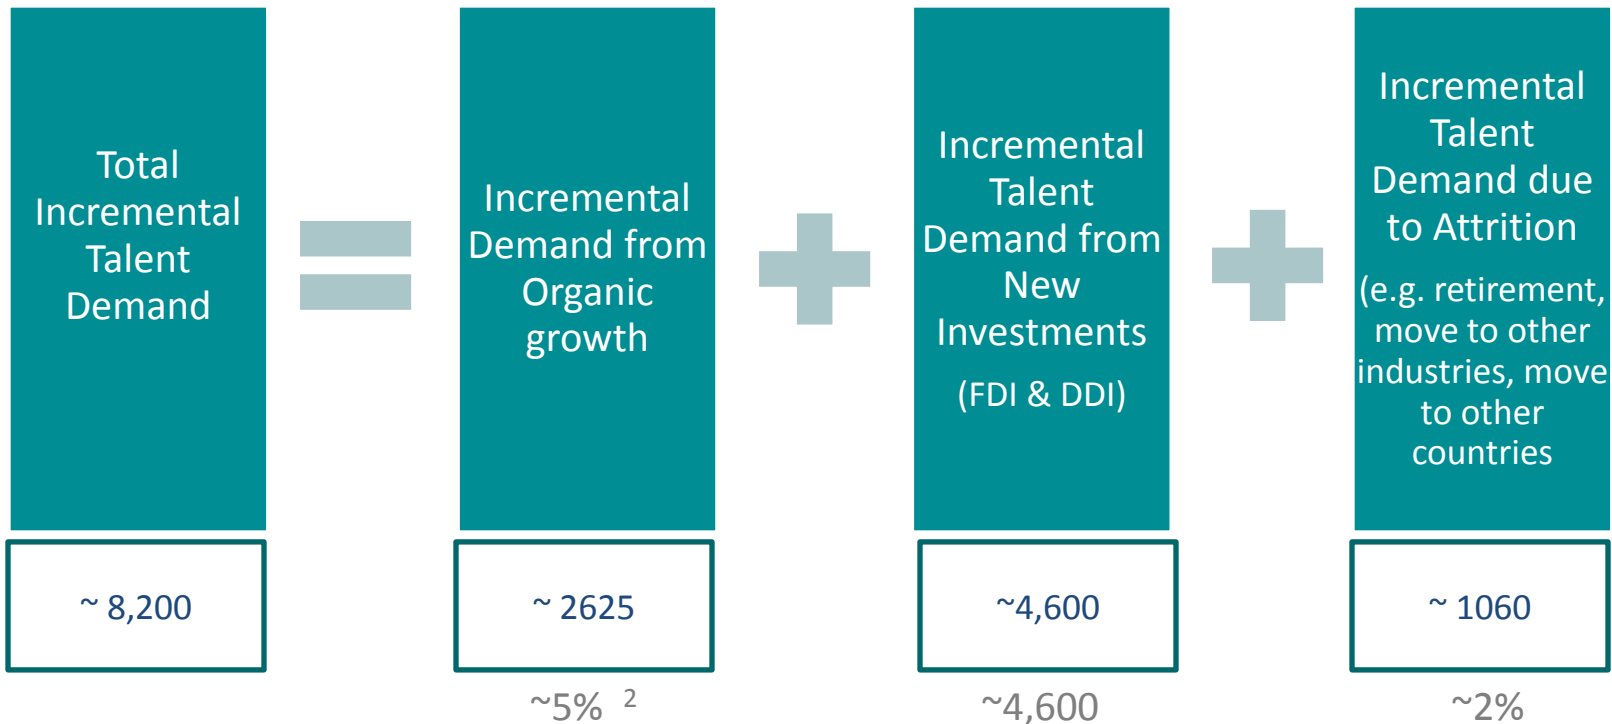 Total
Incremental
Talent
Demand
~ 8,200
Incremental
Demand from
Organic
growth
~ 2625
~5% 2
Incremental
Talent
Demand from
New
Investments
(FDI & DDI)
~4,600
~4,600
Incremental
Talent
Demand due
to Attrition
(e.g. retirement,
move to other
industries, move
to other
countries
~ 1060
~2%